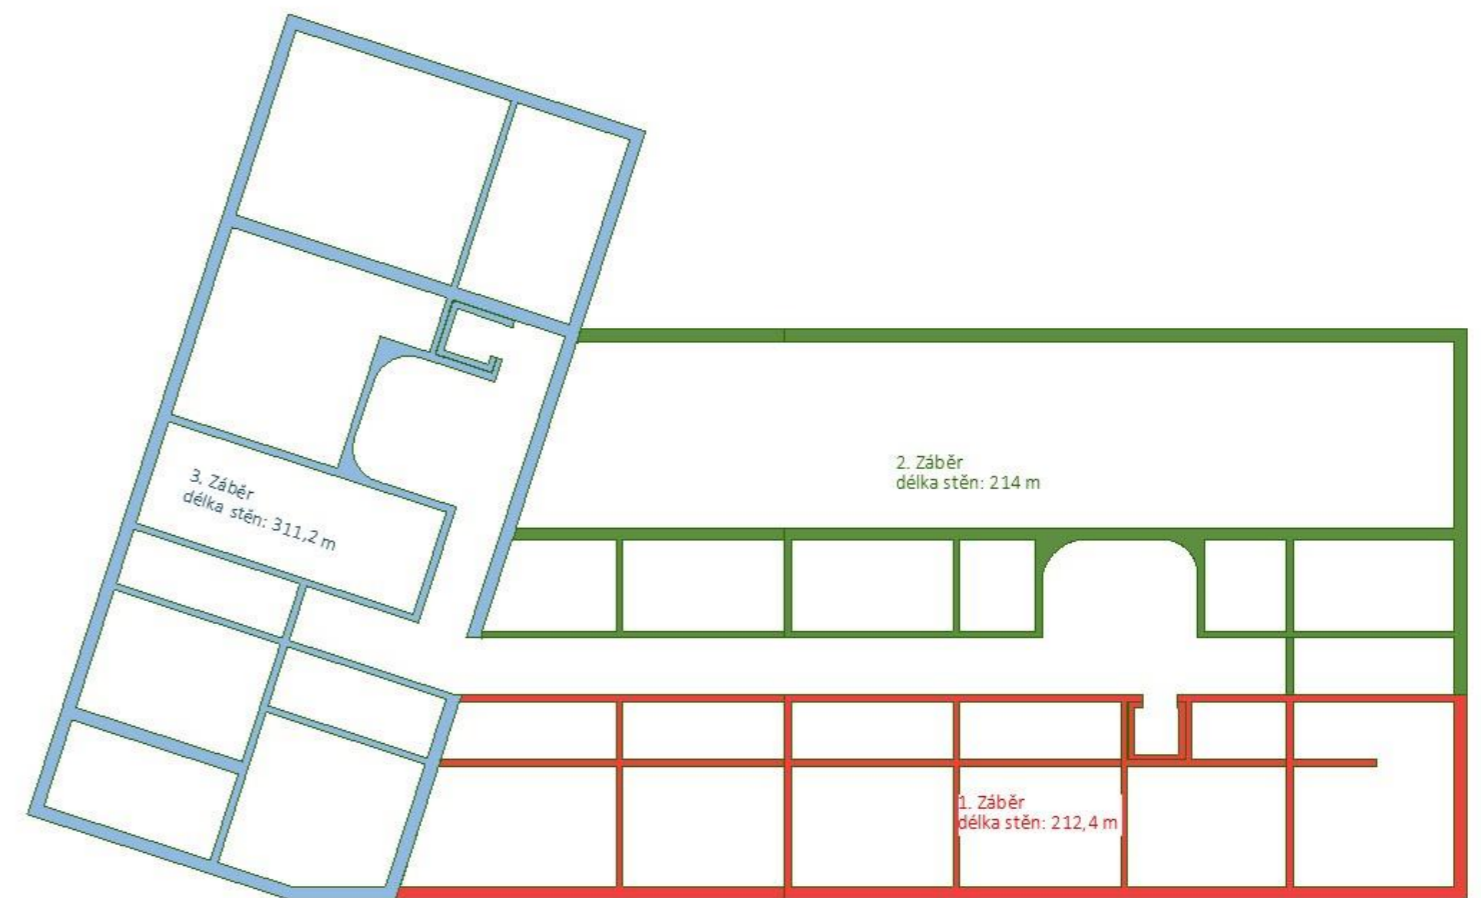 3. Záběr
délka stěn: 311,2 m
2. Záběr
délka stěn: 214 m
1. Záběr
délka stěn: 212,4 m